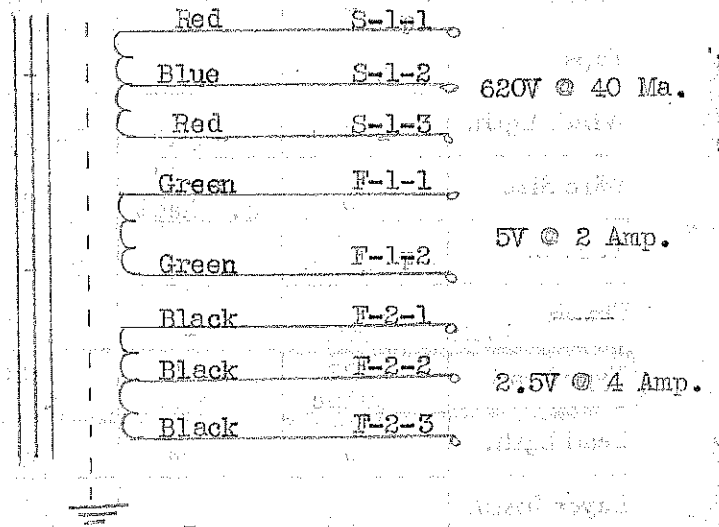 Red S-1-1
Blue S-1-2
620V @ 40 Ma.
Red S-1-3
Green F-1-1
5V @ 2 Amp.
Green F-1-2
Black F-2-1
Black F-2-2
2.5V @ 4 Amp.
Black F-2-3